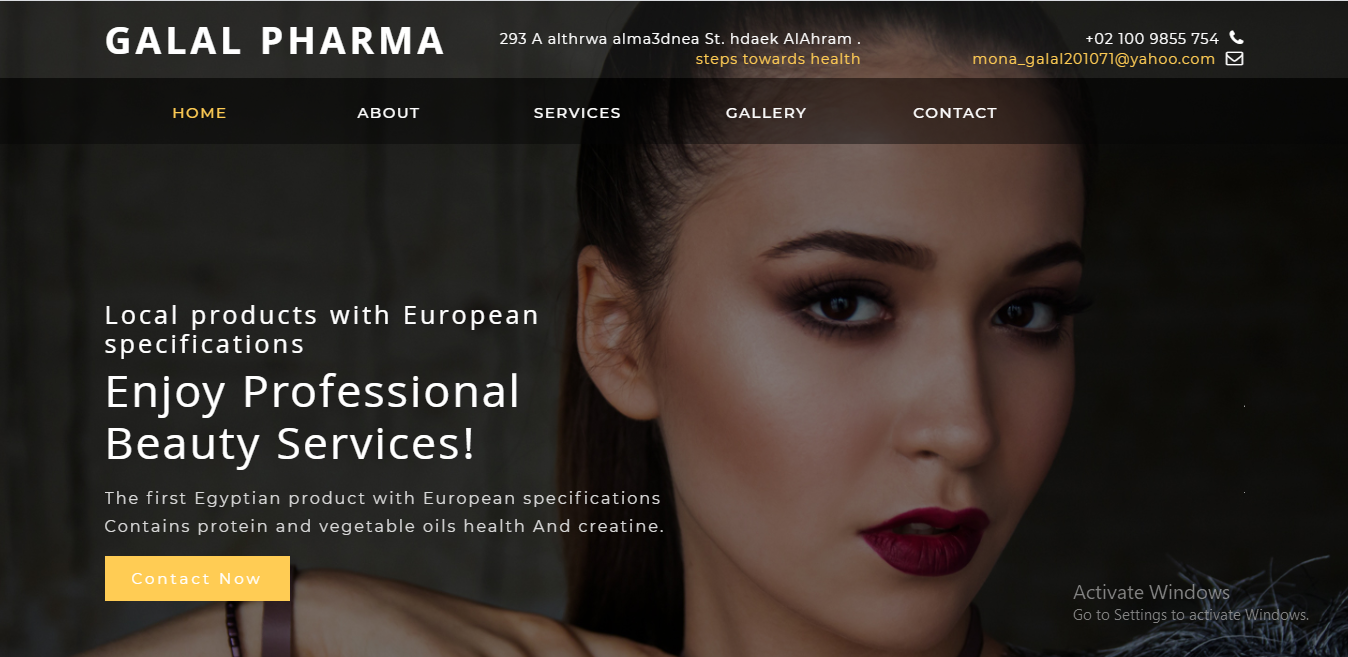 GALAL PHARMA
293 A althrwa alma3dnea St. hdaek AlAhram .
steps towards health
+02 100 9855 754
mona_galal201071@yahoo.com
HOME
ABOUT
SERVICES
GALLERY
CONTACT
Local products with European
specifications
Enjoy Professional
Beauty Services!
The first Egyptian product with European specifications
Contains protein and vegetable oils health And creatine.
Contact Now
Activate Windows
Go to Settings to activate Windows.